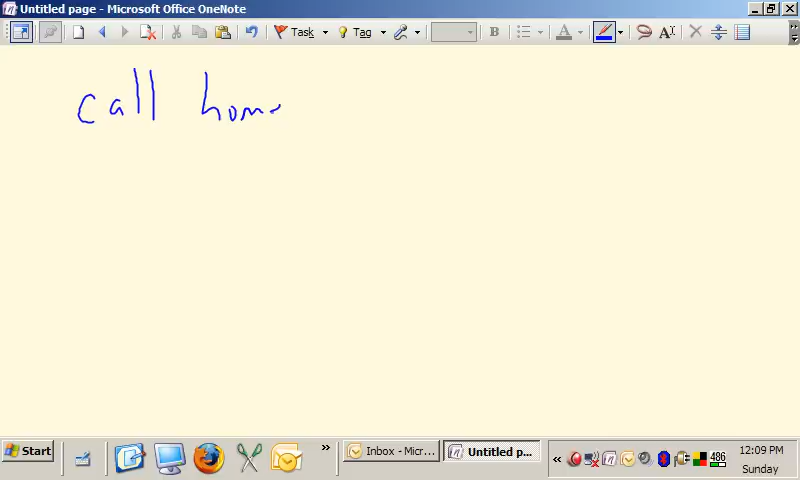 Untitled page - Microsoft Office OneNote
Task Tag B A A
call home
Start » Inbox - Micr... Untitled p... « 486 12:09 PM
Sunday